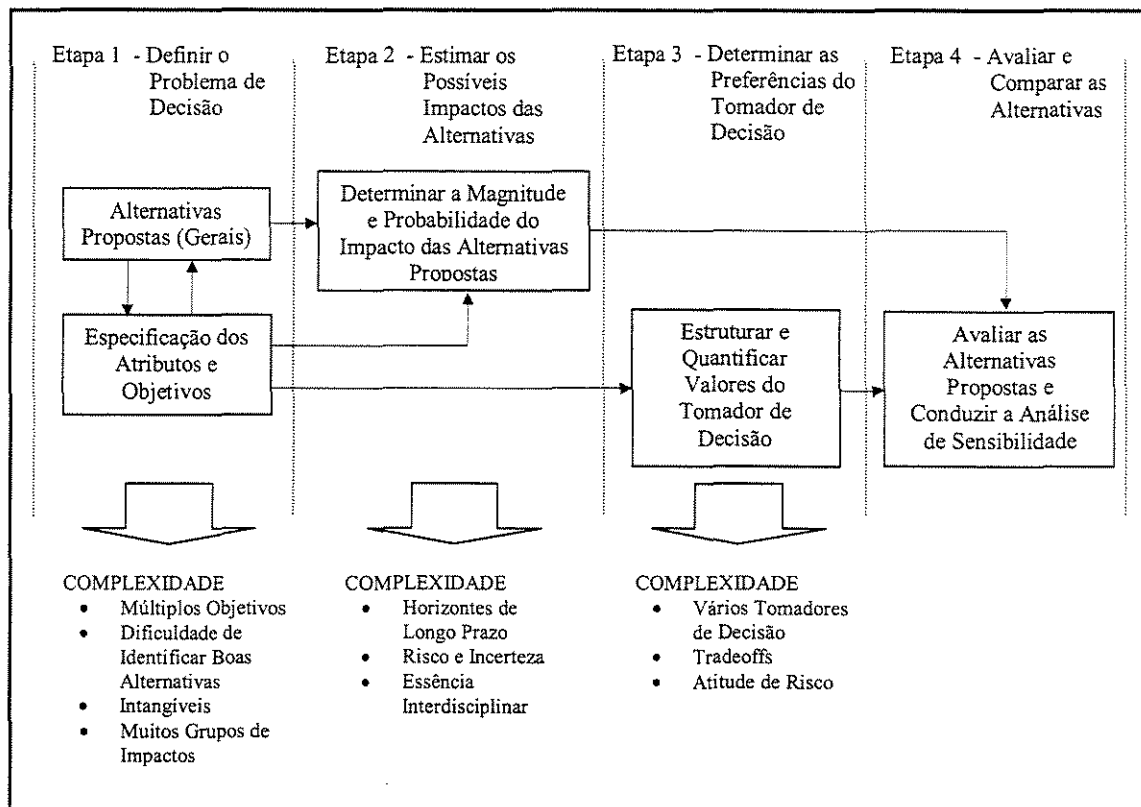 Etapa 1 - Definir o
Problema de
Decisão
Etapa 2 - Estimar os
Possíveis
Impactos das
Alternativas
Etapa 3 - Determinar as
Preferências do
Tomador de
Decisão
Etapa 4 - Avaliar e
Comparar as
Alternativas
Alternativas
Propostas (Gerais)
Determinar a Magnitude
e Probabilidade do
Impacto das Alternativas
Propostas
Especificação dos
Atributos e
Objetivos
Estruturar e
Quantificar
Valores do
Tomador de
Decisão
Avaliar as
Alternativas
Propostas e
Conduzir a Análise
de Sensibilidade
COMPLEXIDADE
• Múltiplos Objetivos
• Dificuldade de
Identificar Boas
Alternativas
• Intangíveis
• Muitos Grupos de
Impactos
COMPLEXIDADE
• Horizontes de
Longo Prazo
• Risco e Incerteza
• Essência
Interdisciplinar
COMPLEXIDADE
• Vários Tomadores
de Decisão
• Tradeoffs
• Atitude de Risco